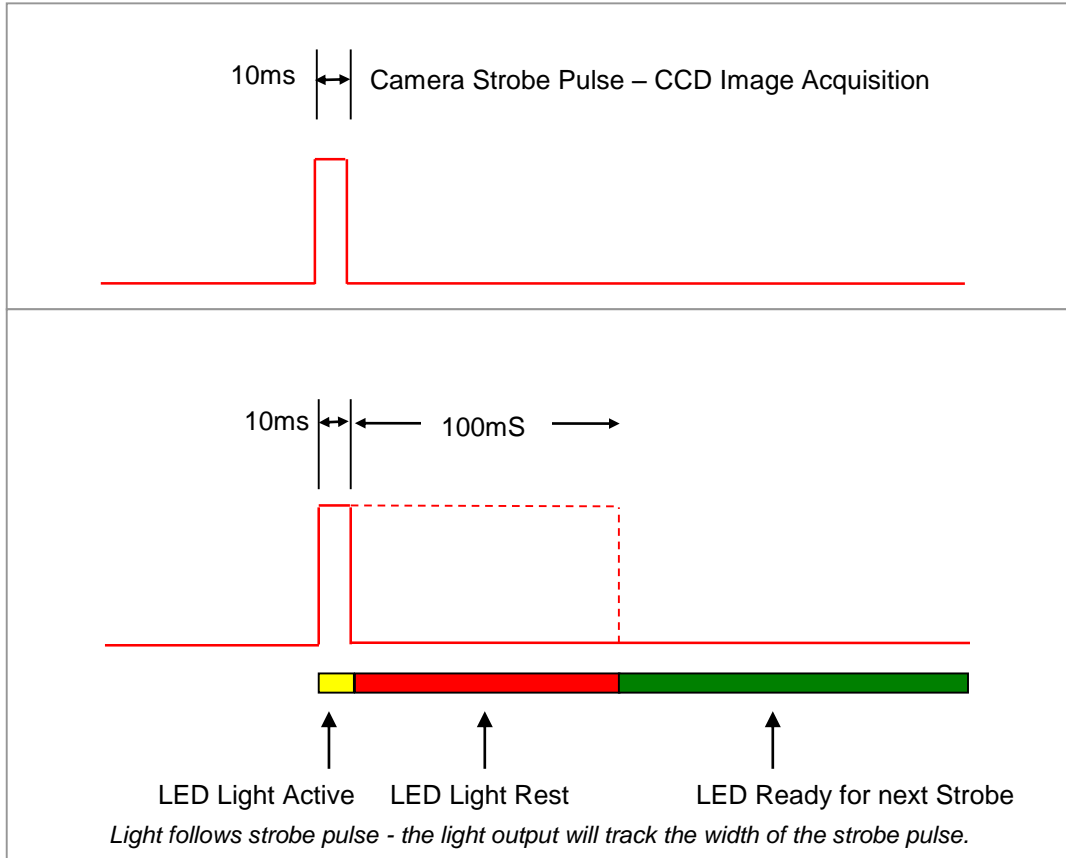 10ms Camera Strobe Pulse – CCD Image Acquisition
10ms 100mS
LED Light Active LED Light Rest LED Ready for next Strobe
Light follows strobe pulse - the light output will track the width of the strobe pulse.